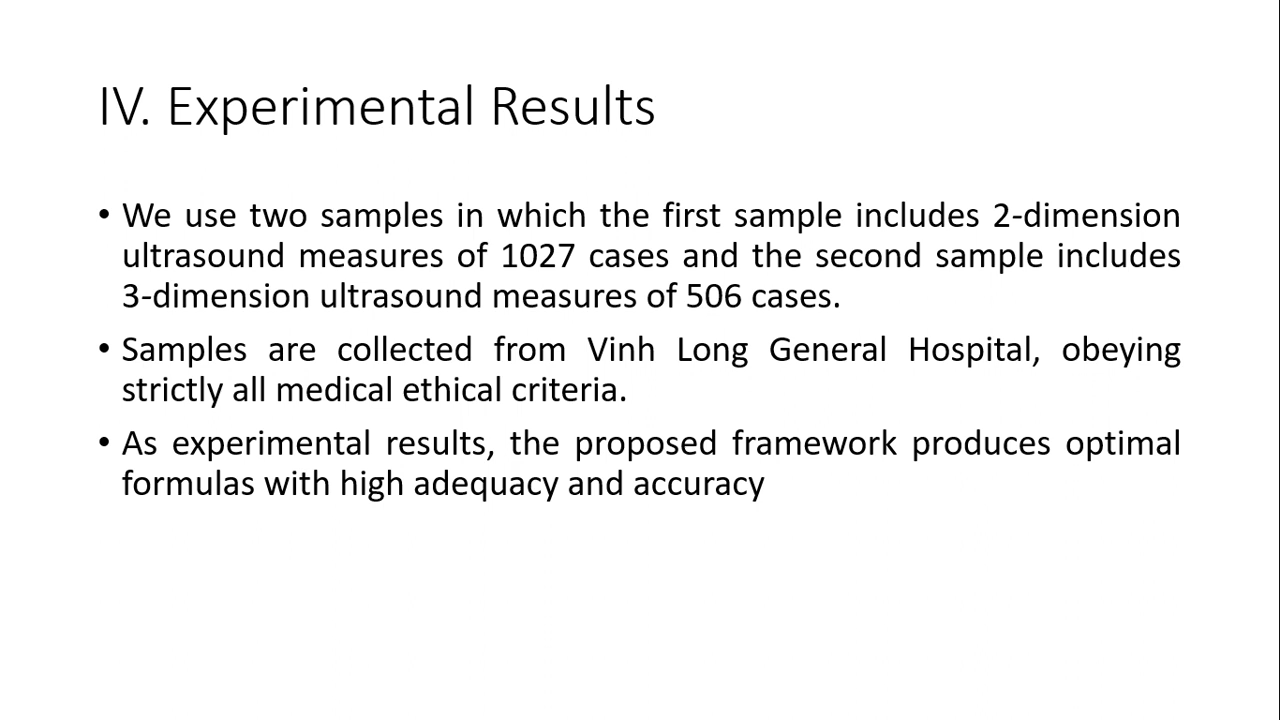 IV. Experimental Results
• We use two samples in which the first sample includes 2-dimension
ultrasound measures of 1027 cases and the second sample includes
3-dimension ultrasound measures of 506 cases.
• Samples are collected from Vinh Long General Hospital, obeying
strictly all medical ethical criteria.
• As experimental results, the proposed framework produces optimal
formulas with high adequacy and accuracy